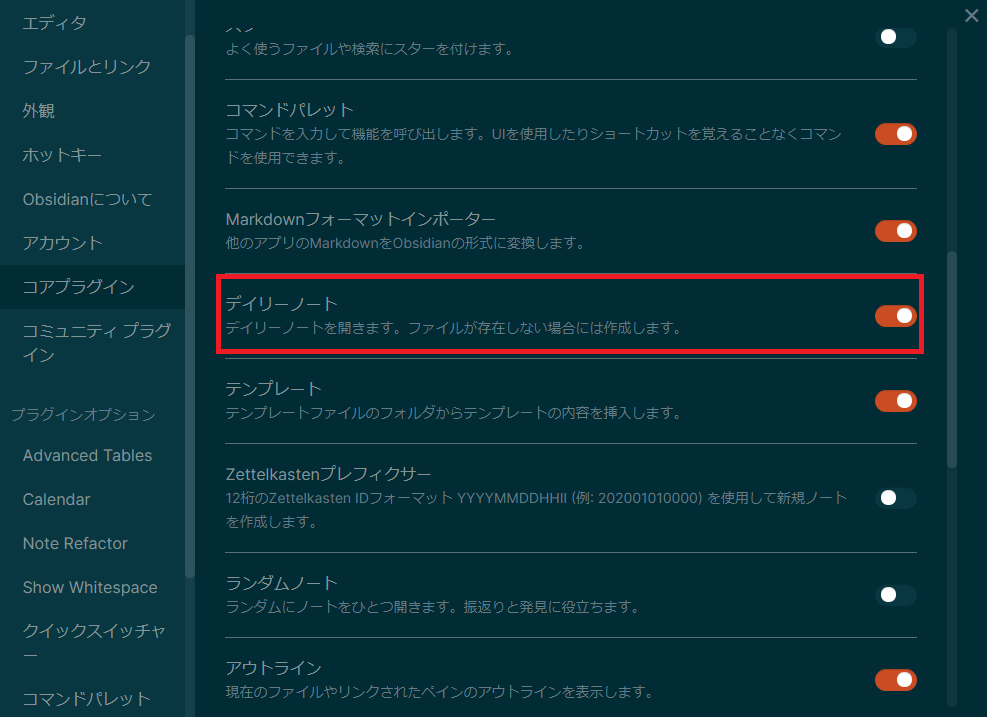 エディタ
ファイルとリンク
外観
ホットキー
Obsidianについて
アカウント
コアプラグイン
コミュニティ プラグ
イン
プラグインオプション
Advanced Tables
Calendar
Note Refactor
Show Whitespace
クイックスイッチャ
ー
コマンドパレット
よく使うファイルや検索にスターを付けます。
コマンドパレット
コマンドを入力して機能を呼び出します。UIを使用したりショートカットを覚えることなくコマン
ドを使用できます。
Markdownフォーマットインポーター
他のアプリのMarkdownをObsidianの形式に変換します。
デイリーノート
デイリーノートを開きます。ファイルが存在しない場合には作成します。
テンプレート
テンプレートファイルのフォルダからテンプレートの内容を挿入します。
Zettelkastenプレフィクサー
12桁のZettelkasten IDフォーマット YYYYMMDDHHII (例: 202001010000) を使用して新規ノート
を作成します。
ランダムノート
ランダムにノートをひとつ開きます。振返りと発見に役立ちます。
アウトライン
現在のファイルやリンクされたペインのアウトラインを表示します。